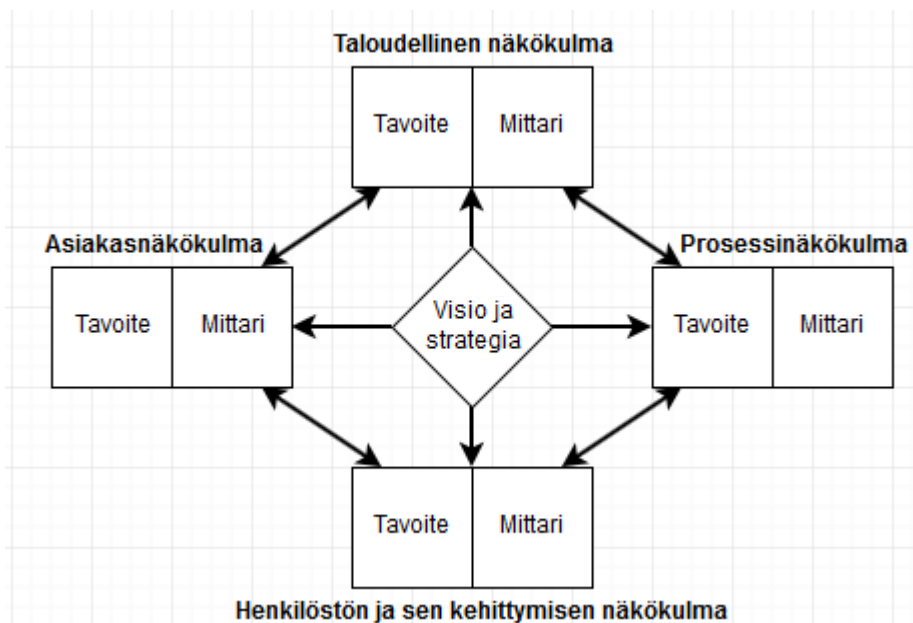 Taloudellinen näkökulma
Tavoite
Mittari
Asiakasnäkökulma
Prosessinäkökulma
Tavoite
Mittari
Visio ja
strategia
Tavoite
Mittari
Tavoite
Mittari
Henkilöstön ja sen kehittymisen näkökulma